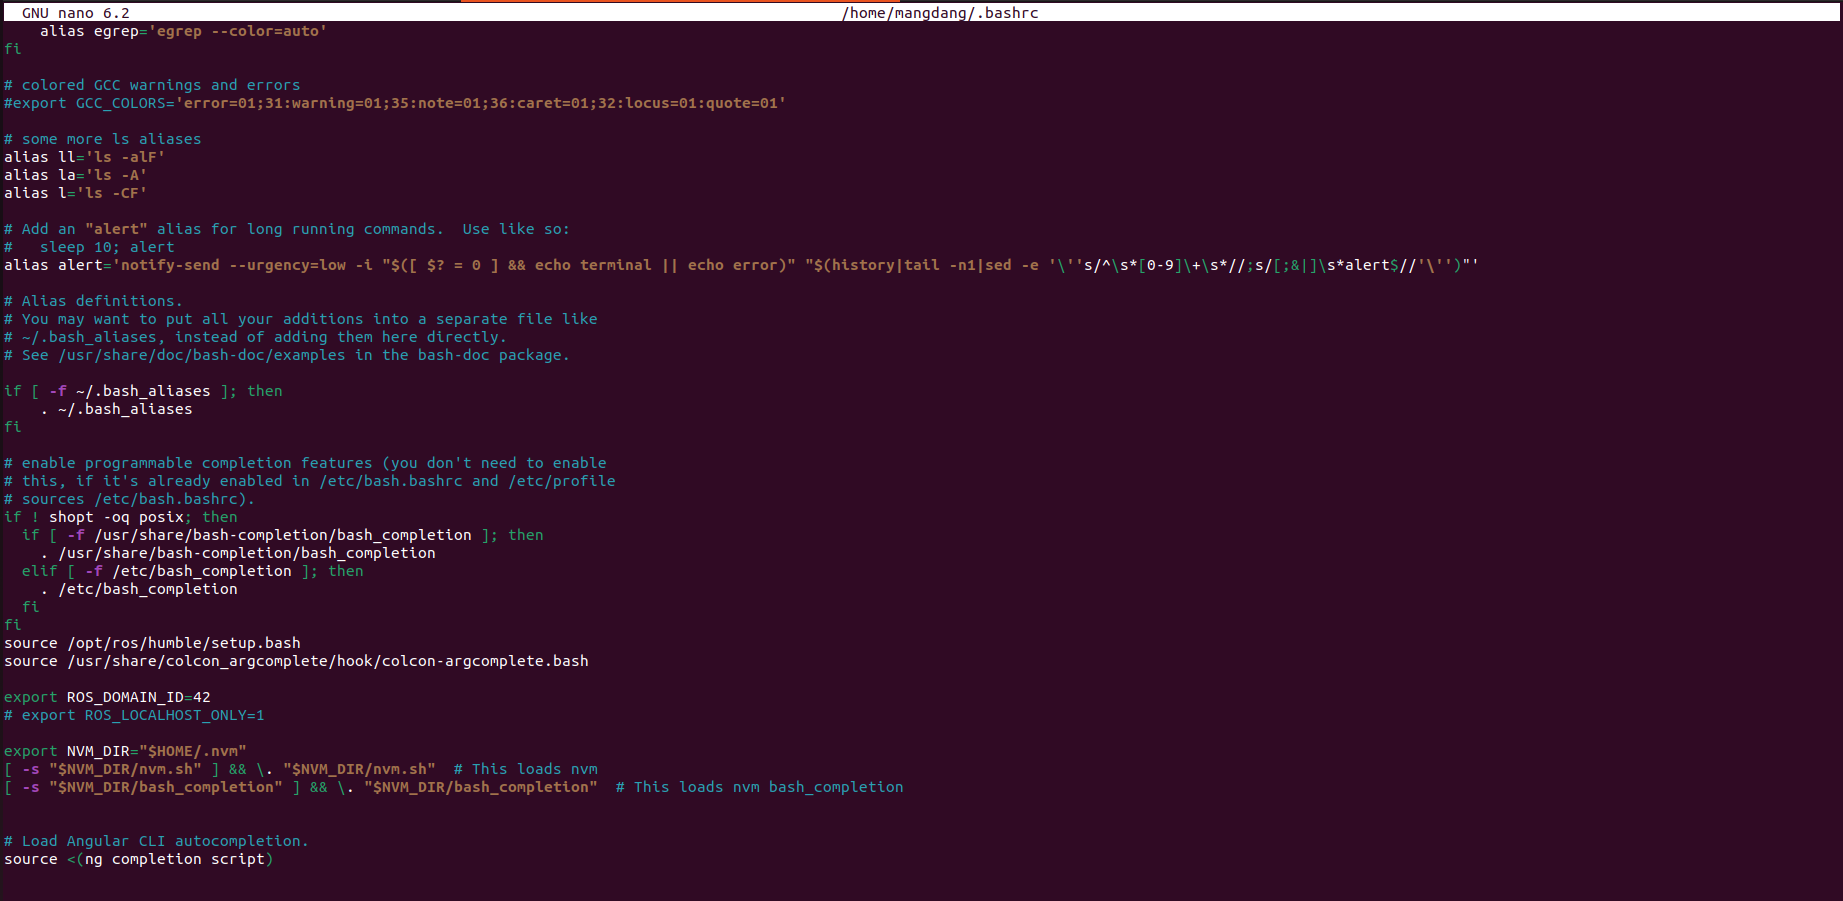 GNU nano 6.2 /home/mangdang/.bashrc
    alias egrep='egrep --color=auto'
fi

# colored GCC warnings and errors
#export GCC_COLORS='error=01;31:warning=01;35:note=01;36:caret=01;32:locus=01:quote=01'

# some more ls aliases
alias ll='ls -alF'
alias la='ls -A'
alias l='ls -CF'

# Add an "alert" alias for long running commands.  Use like so:
#   sleep 10; alert
alias alert='notify-send --urgency=low -i "$([ $? = 0 ] && echo terminal || echo error)" "$(history|tail -n1|sed -e '\''s/^\s*[0-9]\+\s*//;s/[;&|]\s*alert$//'\'')"'

# Alias definitions.
# You may want to put all your additions into a separate file like
# ~/.bash_aliases, instead of adding them here directly.
# See /usr/share/doc/bash-doc/examples in the bash-doc package.

if [ -f ~/.bash_aliases ]; then
    . ~/.bash_aliases
fi

# enable programmable completion features (you don't need to enable
# this, if it's already enabled in /etc/bash.bashrc and /etc/profile
# sources /etc/bash.bashrc).
if ! shopt -oq posix; then
  if [ -f /usr/share/bash-completion/bash_completion ]; then
    . /usr/share/bash-completion/bash_completion
  elif [ -f /etc/bash_completion ]; then
    . /etc/bash_completion
  fi
fi
source /opt/ros/humble/setup.bash
source /usr/share/colcon_argcomplete/hook/colcon-argcomplete.bash

export ROS_DOMAIN_ID=42
# export ROS_LOCALHOST_ONLY=1

export NVM_DIR="$HOME/.nvm"
[ -s "$NVM_DIR/nvm.sh" ] && \. "$NVM_DIR/nvm.sh"  # This loads nvm
[ -s "$NVM_DIR/bash_completion" ] && \. "$NVM_DIR/bash_completion"  # This loads nvm bash_completion


# Load Angular CLI autocompletion.
source <(ng completion script)